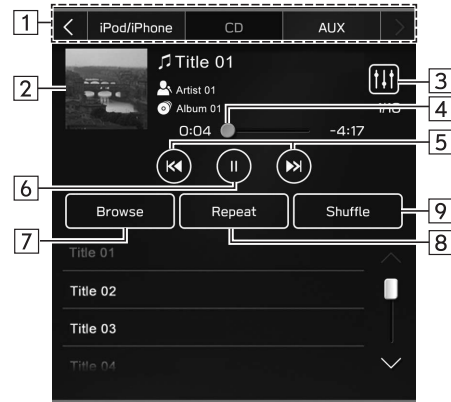 1 iPod/iPhone CD AUX
2 Title 01 3
Artist 01
Album 01 4
0:04 -4:17 5
6
Browse Repeat Shuffle 9
7 8
Title 01
Title 02
Title 03
Title 04